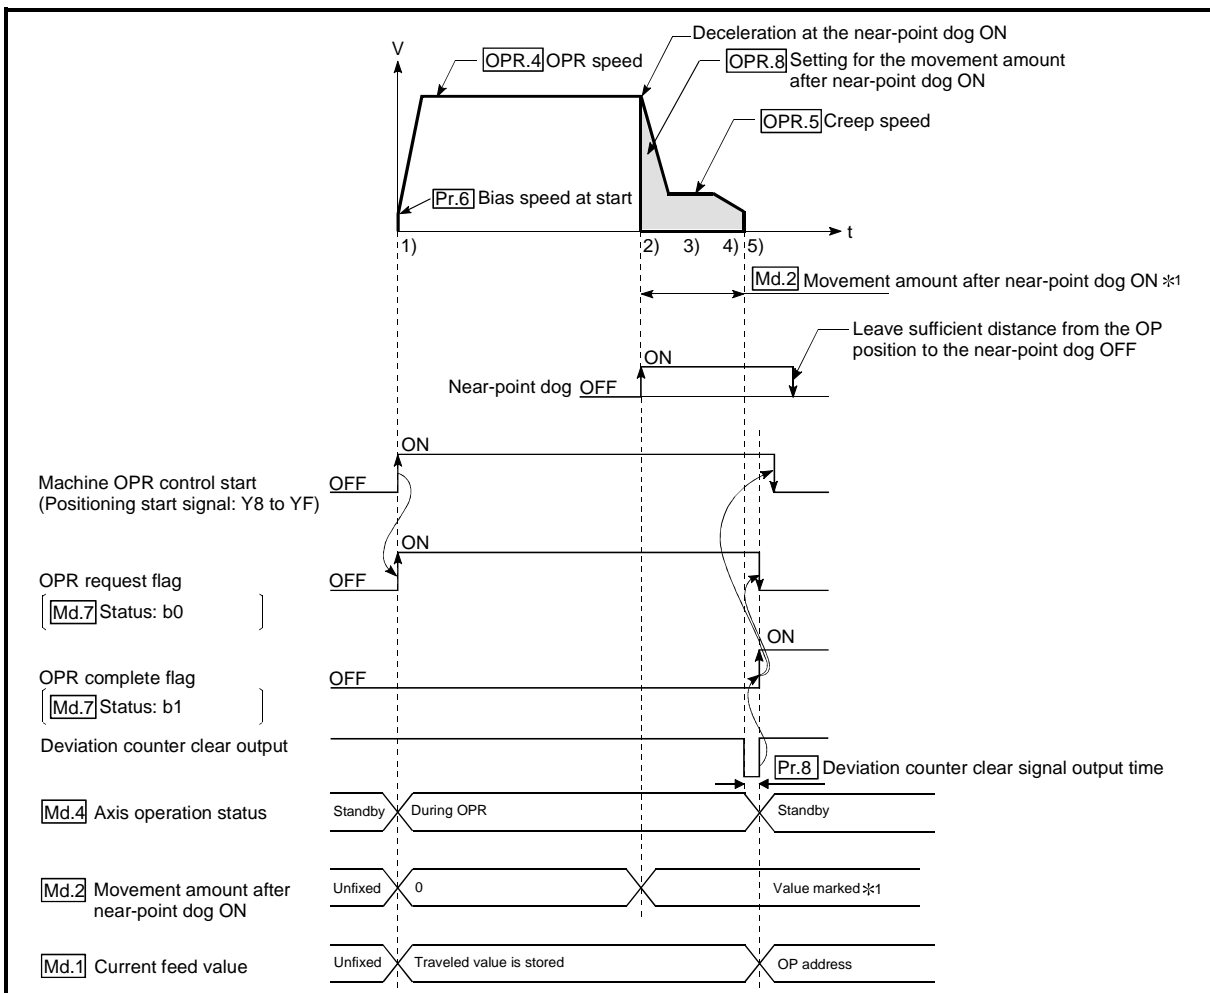 Deceleration at the near-point dog ON
V
OPR.4 OPR speed
OPR.8 Setting for the movement amount
after near-point dog ON
OPR.5 Creep speed
Pr.6 Bias speed at start
t
1) 2) 3) 4) 5)
Md.2 Movement amount after near-point dog ON *1
Leave sufficient distance from the OP
position to the near-point dog OFF
ON
Near-point dog OFF
ON
Machine OPR control start OFF
(Positioning start signal: Y8 to YF)
ON
OPR request flag OFF
Md.7 Status: b0
ON
OPR complete flag OFF
Md.7 Status: b1
Deviation counter clear output
Pr.8 Deviation counter clear signal output time
Md.4 Axis operation status Standby During OPR Standby
Md.2 Movement amount after Unfixed 0 Value marked *1
near-point dog ON
Md.1 Current feed value Unfixed Traveled value is stored OP address